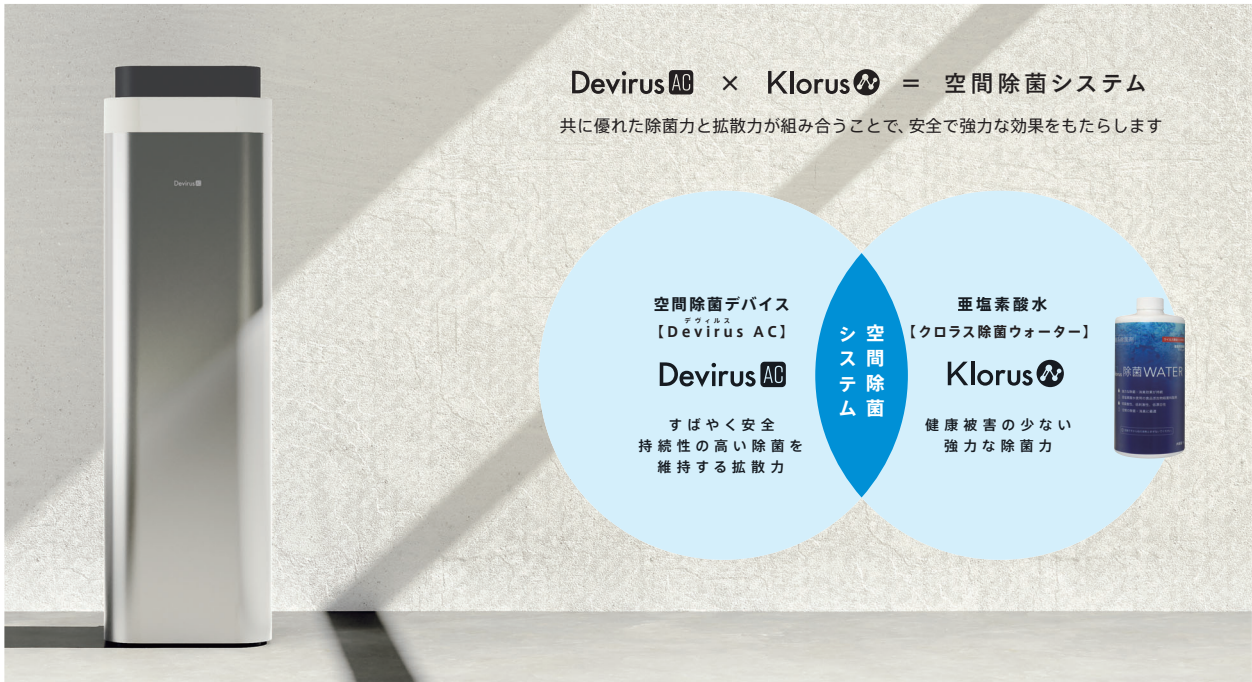 Devirus AC × Klorus = 空間除菌システム
共に優れた除菌力と拡散力が組み合うことで、安全で強力な効果をもたらします
Devirus
空間除菌デバイス
デヴィルス
【Devirus AC】
Devirus AC
すばやく安全
持続性の高い除菌を
維持する拡散力
空間除菌
システム
亜塩素酸水
【クロラス除菌ウォーター】
Klorus
健康被害の少ない
強力な除菌力
除菌WATER